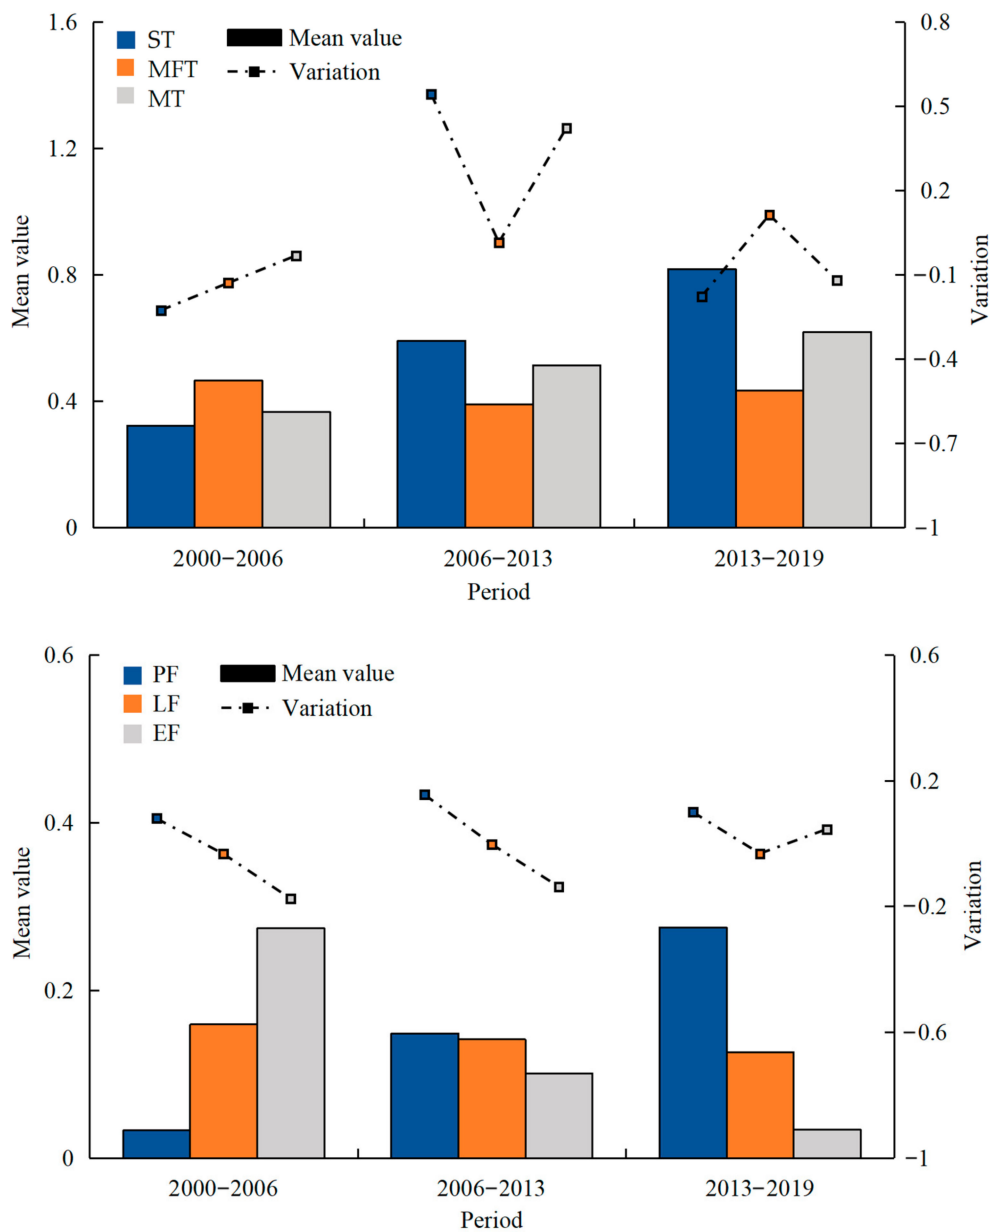 1.6
1.2
0.8
0.4
0
Mean value
ST
MFT
MT
Mean value
Variation
0.8
0.5
0.2
−0.1
−0.4
−0.7
−1
Variation
2000−2006
2006−2013
2013−2019
Period
0.6
0.4
0.2
0
Mean value
PF
LF
EF
Mean value
Variation
0.6
0.2
−0.2
−0.6
−1
Variation
2000−2006
2006−2013
2013−2019
Period